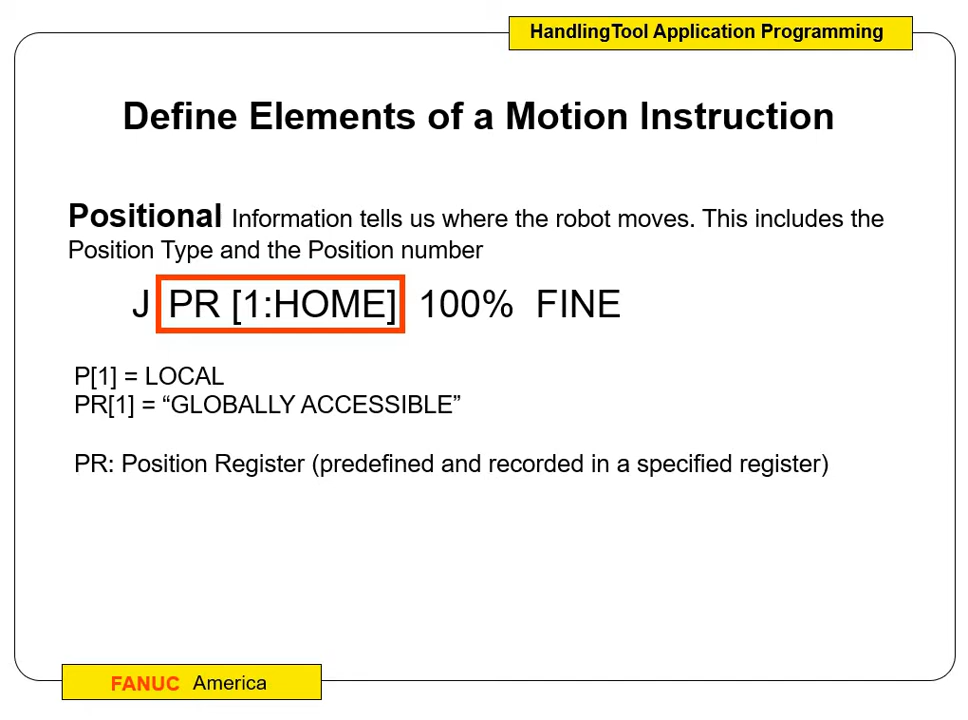 HandlingTool Application Programming
Define Elements of a Motion Instruction
Positional Information tells us where the robot moves. This includes the
Position Type and the Position number
J PR [1:HOME] 100% FINE
P[1] = LOCAL
PR[1] = “GLOBALLY ACCESSIBLE”
PR: Position Register (predefined and recorded in a specified register)
FANUC America